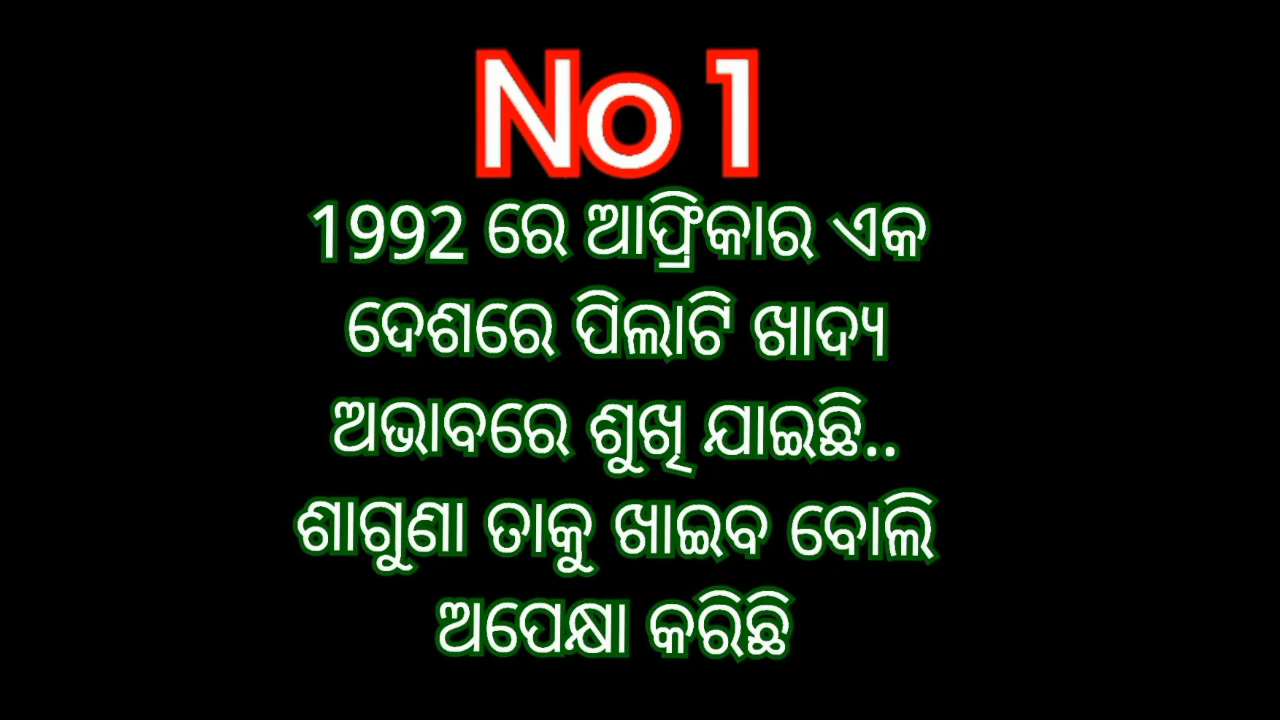 No 1
1992 ରେ ଆଫ୍ରିକାର ଏକ
ଦେଶରେ ପିଲାଟି ଖାଦ୍ୟ
ଅଭାବରେ ଶୁଖି ଯାଇଛି..
ଶାଗୁଣା ତାକୁ ଖାଇବ ବୋଲି
ଅପେକ୍ଷା କରିଛି